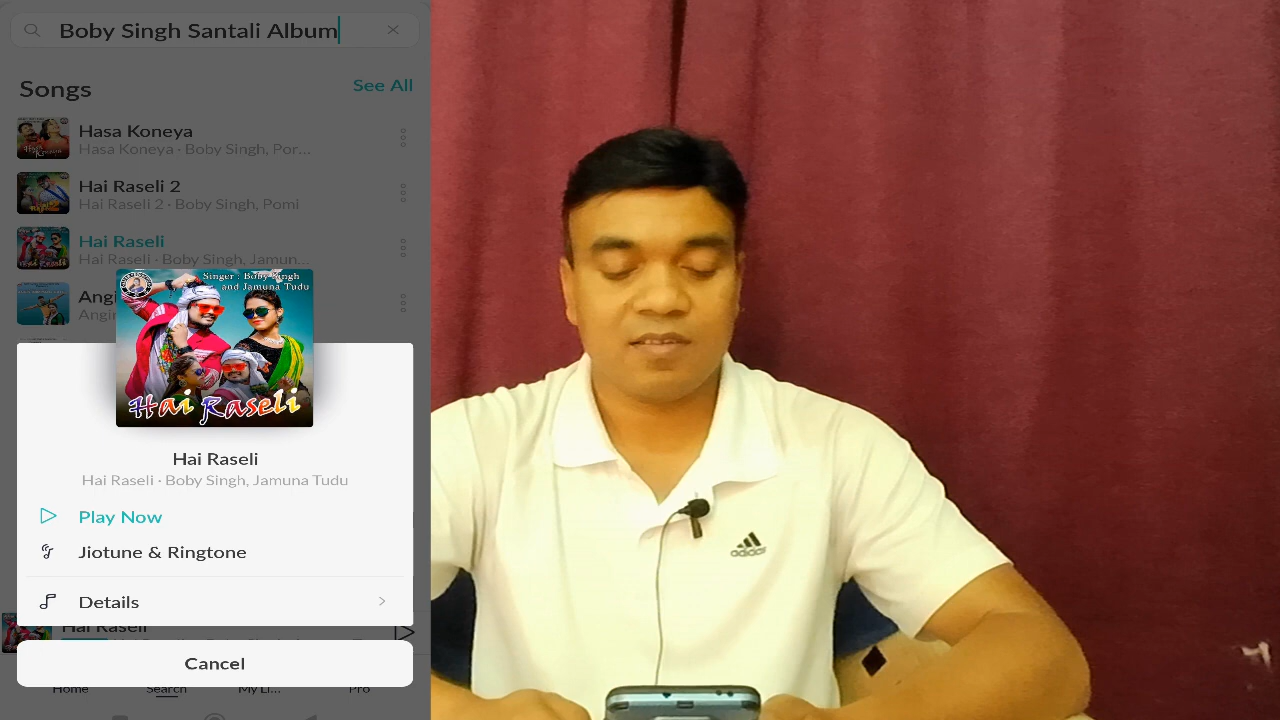 Boby Singh Santali Album
Songs
See All
Hasa Koneya
Hasa Koneya · Boby Singh, Por...
Hai Raseli 2
Hai Raseli 2 · Boby Singh, Pomi
Hai Raseli
Hai Raseli · Boby Singh, Jamun...
Singer : Boby Singh
and Jamuna Tudu
Hai Raseli
Hai Raseli
Hai Raseli · Boby Singh, Jamuna Tudu
Play Now
Jiotune & Ringtone
Details
Hai Raseli
Cancel
Home
Search
My Li...
Pro
adidas